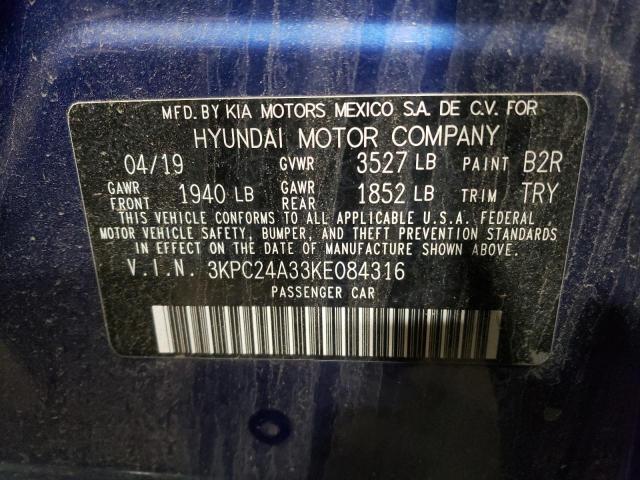 MFD. BY KIA MOTORS MEXICO S.A. DE C.V. FOR
HYUNDAI MOTOR COMPANY
04/19 GVWR 3527 LB PAINT B2R
GAWR FRONT 1940 LB GAWR REAR 1852 LB TRIM TRY
THIS VEHICLE CONFORMS TO ALL APPLICABLE U.S.A. FEDERAL
MOTOR VEHICLE SAFETY, BUMPER, AND THEFT PREVENTION STANDARDS
IN EFFECT ON THE DATE OF MANUFACTURE SHOWN ABOVE.
V.I.N. 3KPC24A33KE084316
PASSENGER CAR